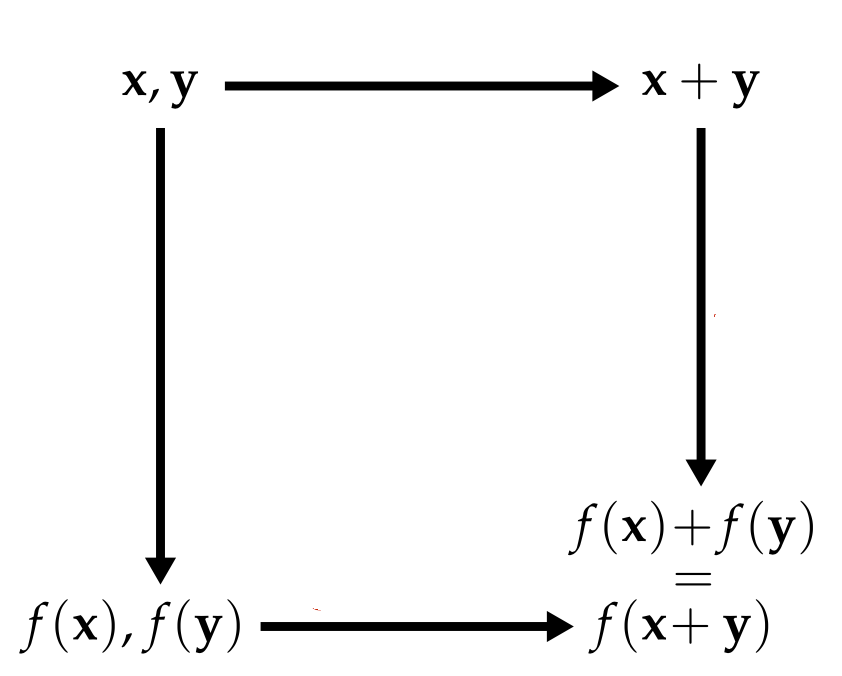 x, y
x + y
f(x)+f(y)
=
f(x), f(y)
f(x+ y)